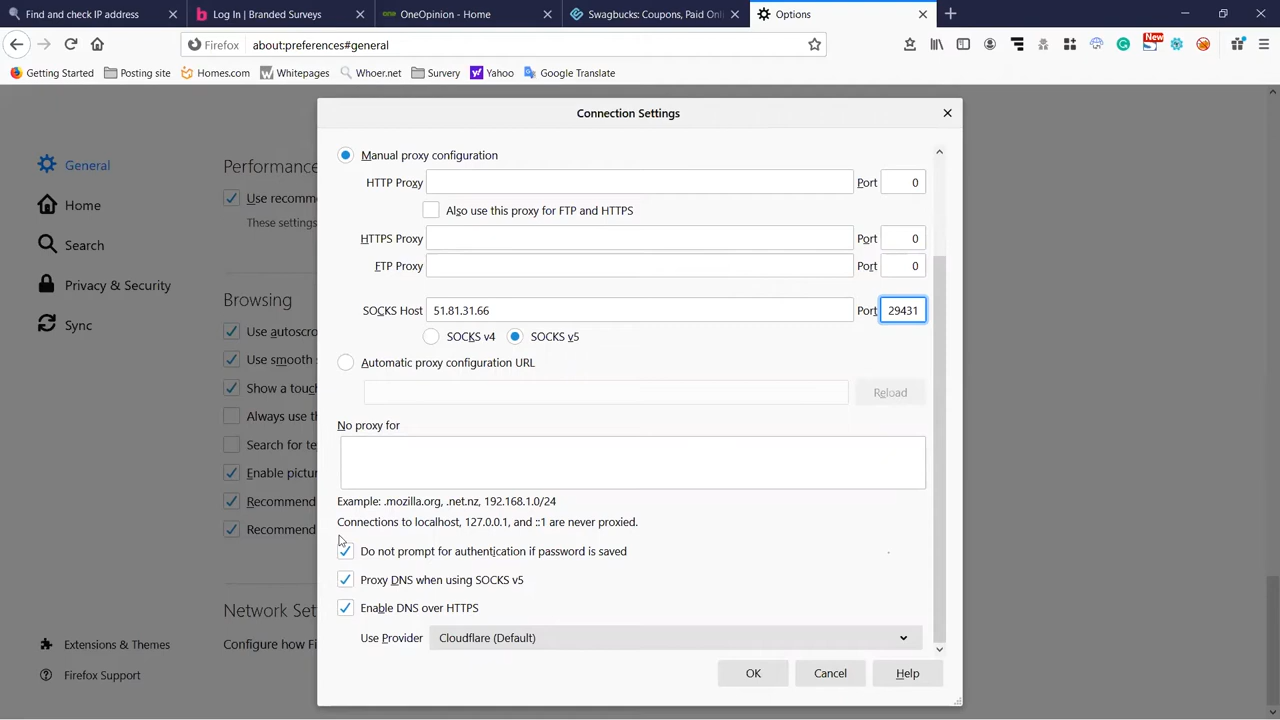 Find and check IP address
Log In | Branded Surveys
OneOpinion - Home
Swagbucks: Coupons, Paid Onli
Options
Firefox
about:preferences#general
New
Getting Started
Posting site
Homes.com
Whitepages
Whoer.net
Survery
Yahoo
Google Translate
Connection Settings
General
Home
Search
Privacy & Security
Sync
Extensions & Themes
Firefox Support
Performance
Use recomm
These settings
Browsing
Use autoscro
Use smooth s
Show a touch
Always use th
Search for te
Enable pictur
Recommend
Recommend
Network Set
Configure how Fi
Manual proxy configuration
HTTP Proxy
Port 0
Also use this proxy for FTP and HTTPS
HTTPS Proxy
Port 0
FTP Proxy
Port 0
SOCKS Host 51.81.31.66
Port 29431
SOCKS v4 SOCKS v5
Automatic proxy configuration URL
Reload
No proxy for
Example: .mozilla.org, .net.nz, 192.168.1.0/24
Connections to localhost, 127.0.0.1, and ::1 are never proxied.
Do not prompt for authentication if password is saved
Proxy DNS when using SOCKS v5
Enable DNS over HTTPS
Use Provider Cloudflare (Default)
OK Cancel Help